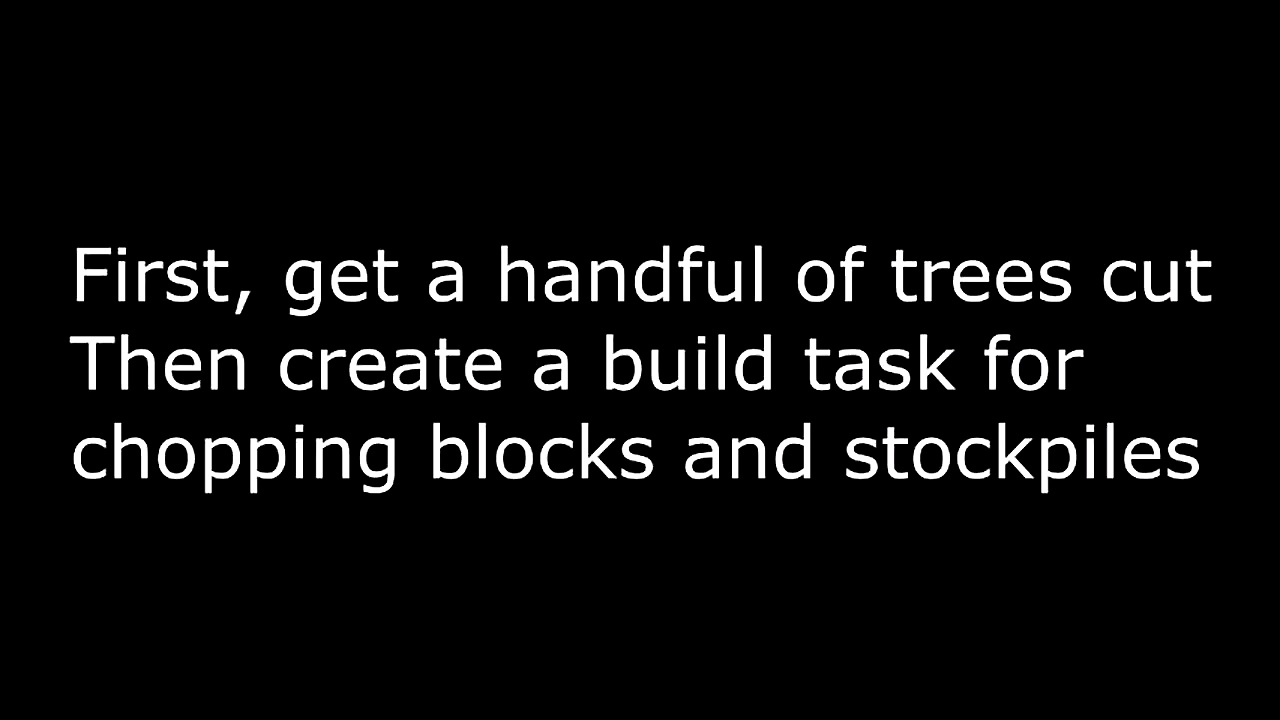 First, get a handful of trees cut
Then create a build task for
chopping blocks and stockpiles